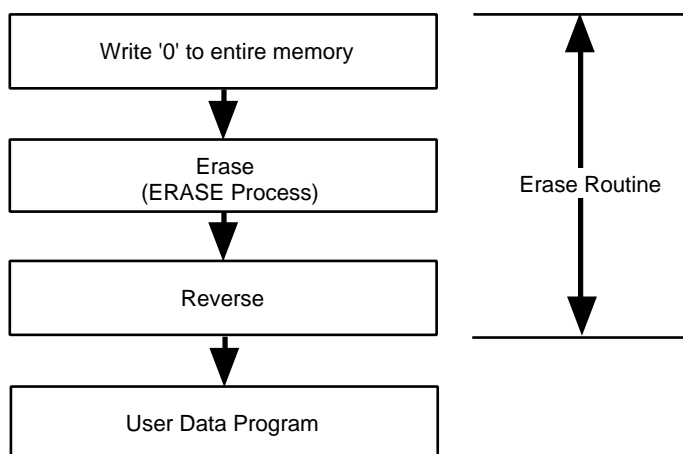 Write '0' to entire memory
Erase
(ERASE Process)
Erase Routine
Reverse
User Data Program